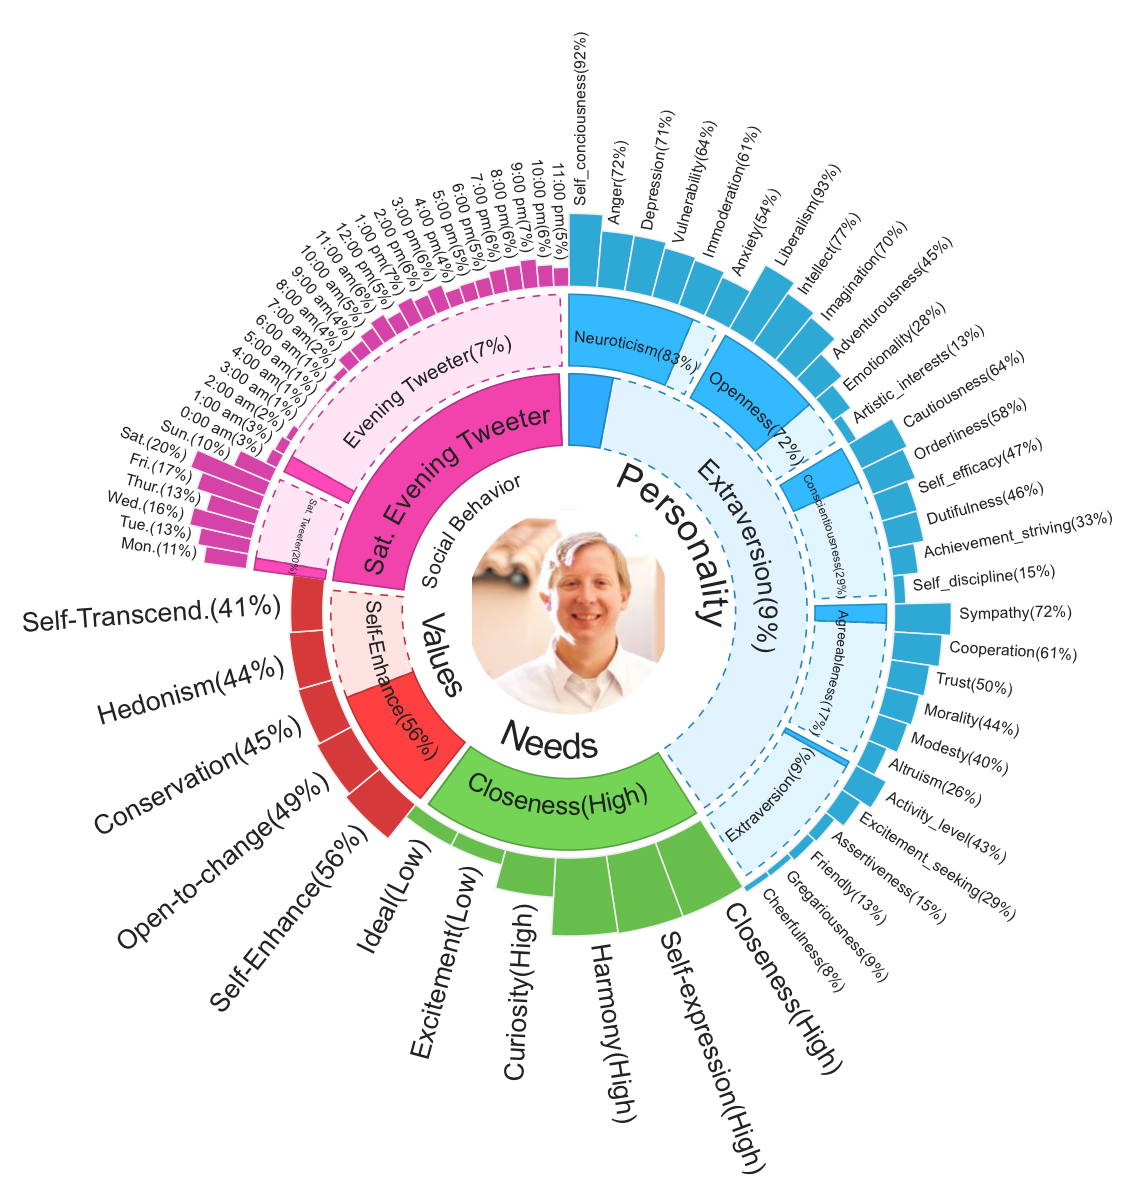 Personality
Extraversion(9%)
Neuroticism(83%)
Self_conciousness(92%)
Anger(72%)
Depression(71%)
Vulnerability(64%)
Immoderation(61%)
Anxiety(54%)
Openness(72%)
Liberalism(93%)
Intellect(77%)
Imagination(70%)
Adventurousness(45%)
Emotionality(28%)
Artistic_interests(13%)
Conscientiousness(29%)
Cautiousness(64%)
Orderliness(58%)
Self_efficacy(47%)
Dutifulness(46%)
Achievement_striving(33%)
Self_discipline(15%)
Agreeableness(17%)
Sympathy(72%)
Cooperation(61%)
Trust(50%)
Morality(44%)
Modesty(40%)
Altruism(26%)
Extraversion(9%)
Activity_level(43%)
Excitement_seeking(29%)
Assertiveness(15%)
Friendly(13%)
Gregariousness(9%)
Cheerfulness(8%)
Needs
Closeness(High)
Closeness(High)
Self-expression(High)
Harmony(High)
Curiosity(High)
Excitement(Low)
Ideal(Low)
Values
Self-Enhance(56%)
Self-Enhance(56%)
Open-to-change(49%)
Conservation(45%)
Hedonism(44%)
Self-Transcend.(41%)
Social Behavior
Sat. Evening Tweeter
Sat. Tweeter(20%)
Mon.(11%)
Tue.(13%)
Wed.(16%)
Thur.(13%)
Fri.(17%)
Sat.(20%)
Sun.(10%)
Evening Tweeter(7%)
0:00 am(3%)
1:00 am(3%)
2:00 am(2%)
3:00 am(1%)
4:00 am(1%)
5:00 am(1%)
6:00 am(1%)
7:00 am(2%)
8:00 am(4%)
9:00 am(4%)
10:00 am(5%)
11:00 am(6%)
12:00 pm(5%)
1:00 pm(7%)
2:00 pm(6%)
3:00 pm(6%)
4:00 pm(4%)
5:00 pm(5%)
6:00 pm(5%)
7:00 pm(6%)
8:00 pm(6%)
9:00 pm(7%)
10:00 pm(6%)
11:00 pm(5%)